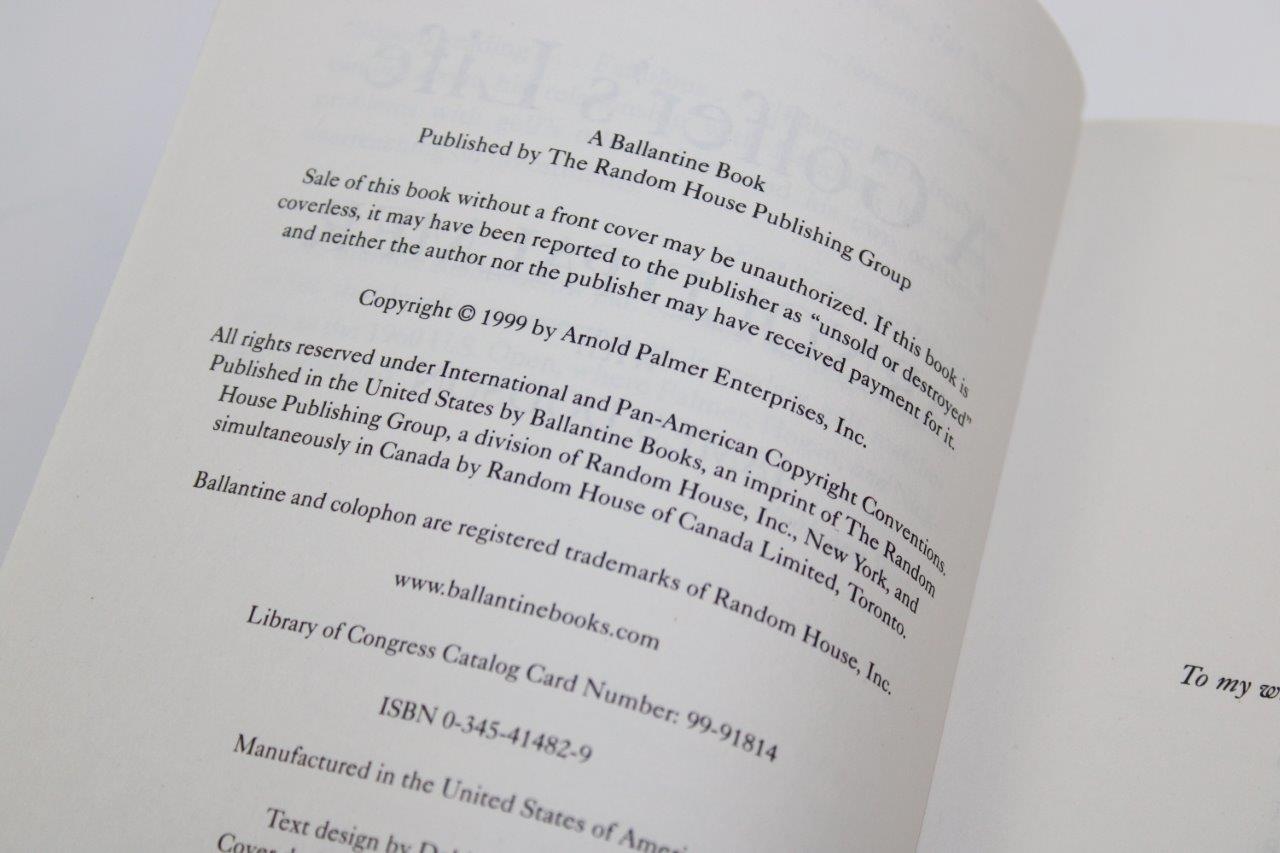 A Ballantine Book
Published by The Random House Publishing Group
Sale of this book without a front cover may be unauthorized. If this book is
coverless, it may have been reported to the publisher as “unsold or destroyed”
and neither the author nor the publisher may have received payment for it.
Copyright © 1999 by Arnold Palmer Enterprises, Inc.
All rights reserved under International and Pan-American Copyright Conventions.
Published in the United States by Ballantine Books, an imprint of The Random
House Publishing Group, a division of Random House, Inc., New York, and
simultaneously in Canada by Random House of Canada Limited, Toronto.
Ballantine and colophon are registered trademarks of Random House, Inc.
www.ballantinebooks.com
Library of Congress Catalog Card Number: 99-91814
ISBN 0-345-41482-9
Manufactured in the United States of
Text design by
To my